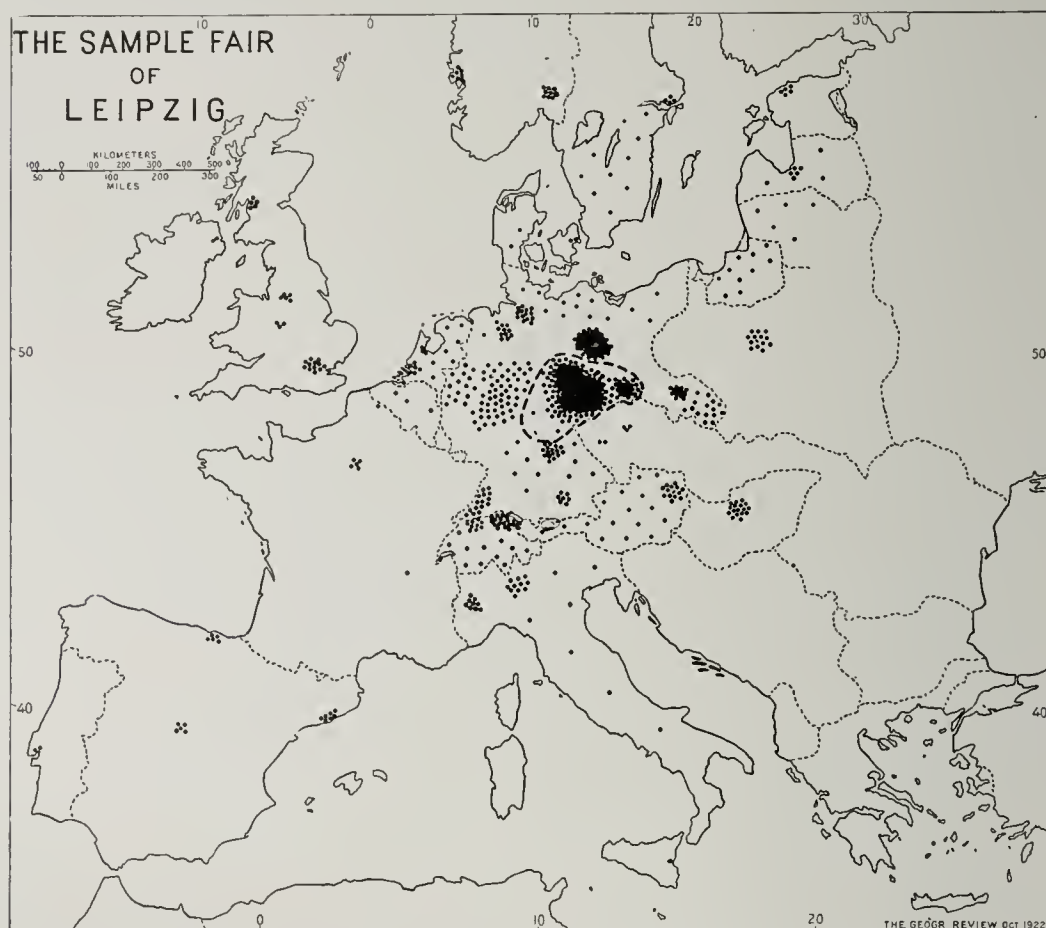 10 0 10 20 30
THE SAMPLE FAIR
OF
LEIPZIG
KILOMETERS
100 0 100 200 300 400 500
50 0 100 200 300
MILES
50 50
40 40
0 10 20
THE GEOGR. REVIEW OCT 1922